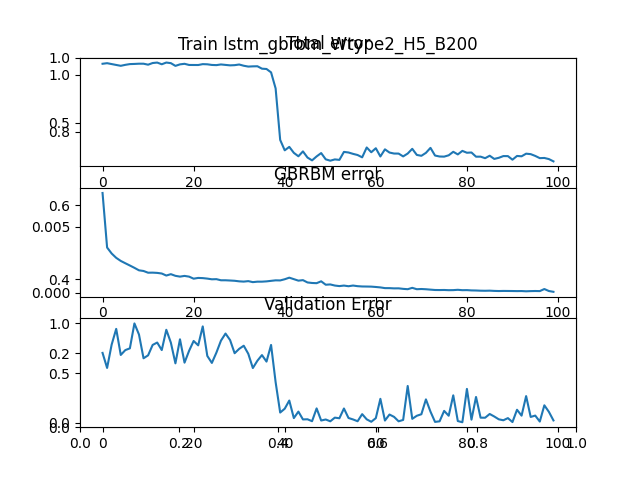 Train lstm_gbrbm_Wtype2_H5_B200
Total error
1.0
1.0
0.5
0.8
0 20 40 60 80 100
GBRBM error
0.6
0.005
0.4
0.000
0 20 40 60 80 100
Validation Error
1.0
0.2
0.5
0.0
0.0
0.0 0 0.2 20 0.4 40 0.6 60 0.8 80 100 1.0